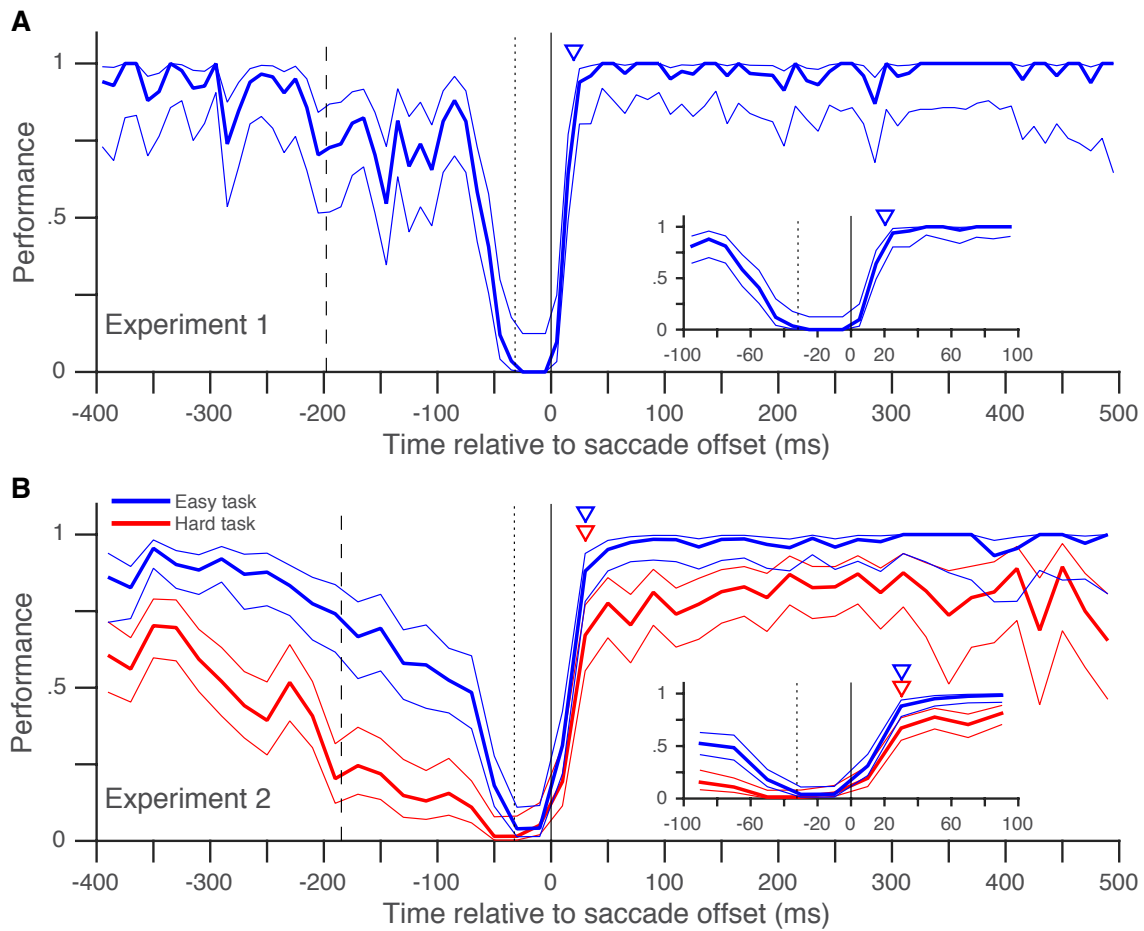 A
Performance
1
.5
0
Experiment 1
1
.5
0
-100 -60 -20 0 20 60 100
-400 -300 -200 -100 0 100 200 300 400 500
Time relative to saccade offset (ms)
B
Easy task
Hard task
Performance
1
.5
0
Experiment 2
1
.5
0
-100 -60 -20 0 20 60 100
-400 -300 -200 -100 0 100 200 300 400 500
Time relative to saccade offset (ms)